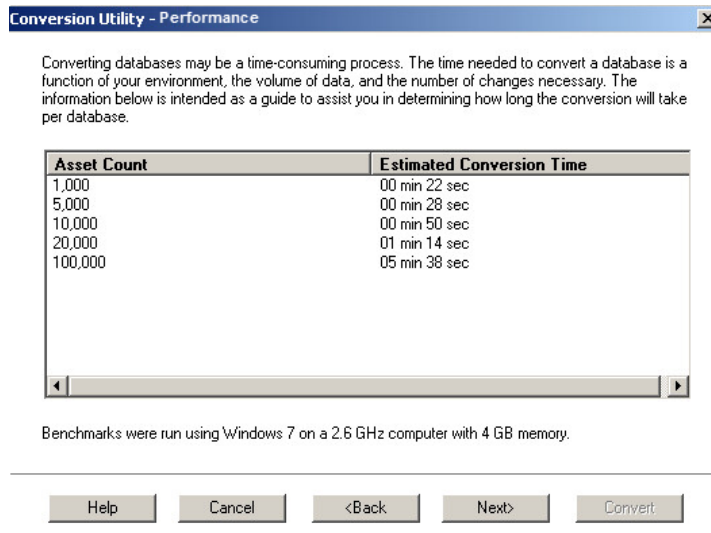 Conversion Utility - Performance
Converting databases may be a time-consuming process. The time needed to convert a database is a
function of your environment, the volume of data, and the number of changes necessary. The
information below is intended as a guide to assist you in determining how long the conversion will take
per database.
Asset Count Estimated Conversion Time
1,000 00 min 22 sec
5,000 00 min 28 sec
10,000 00 min 50 sec
20,000 01 min 14 sec
100,000 05 min 38 sec
Benchmarks were run using Windows 7 on a 2.6 GHz computer with 4 GB memory.
Help Cancel <Back Next> Convert